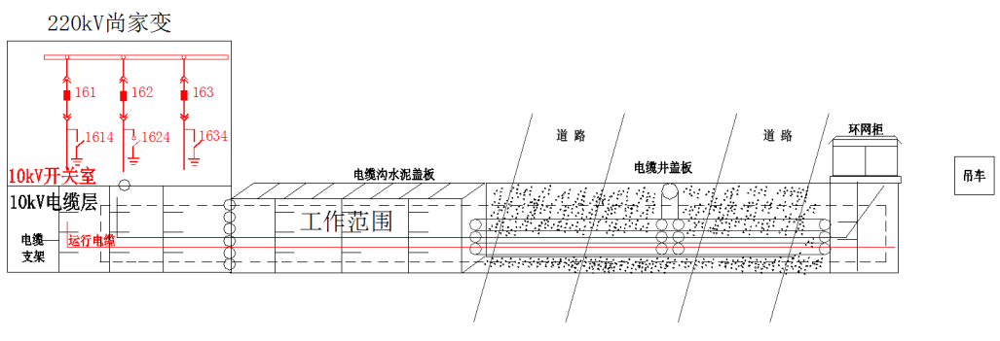 220kV尚家变
161
162
163
1614
1624
1634
10kV开关室
10kV电缆层
电缆
支架
运行电缆
电缆沟水泥盖板
工作范围
道 路
电缆井盖板
道 路
环网柜
吊车